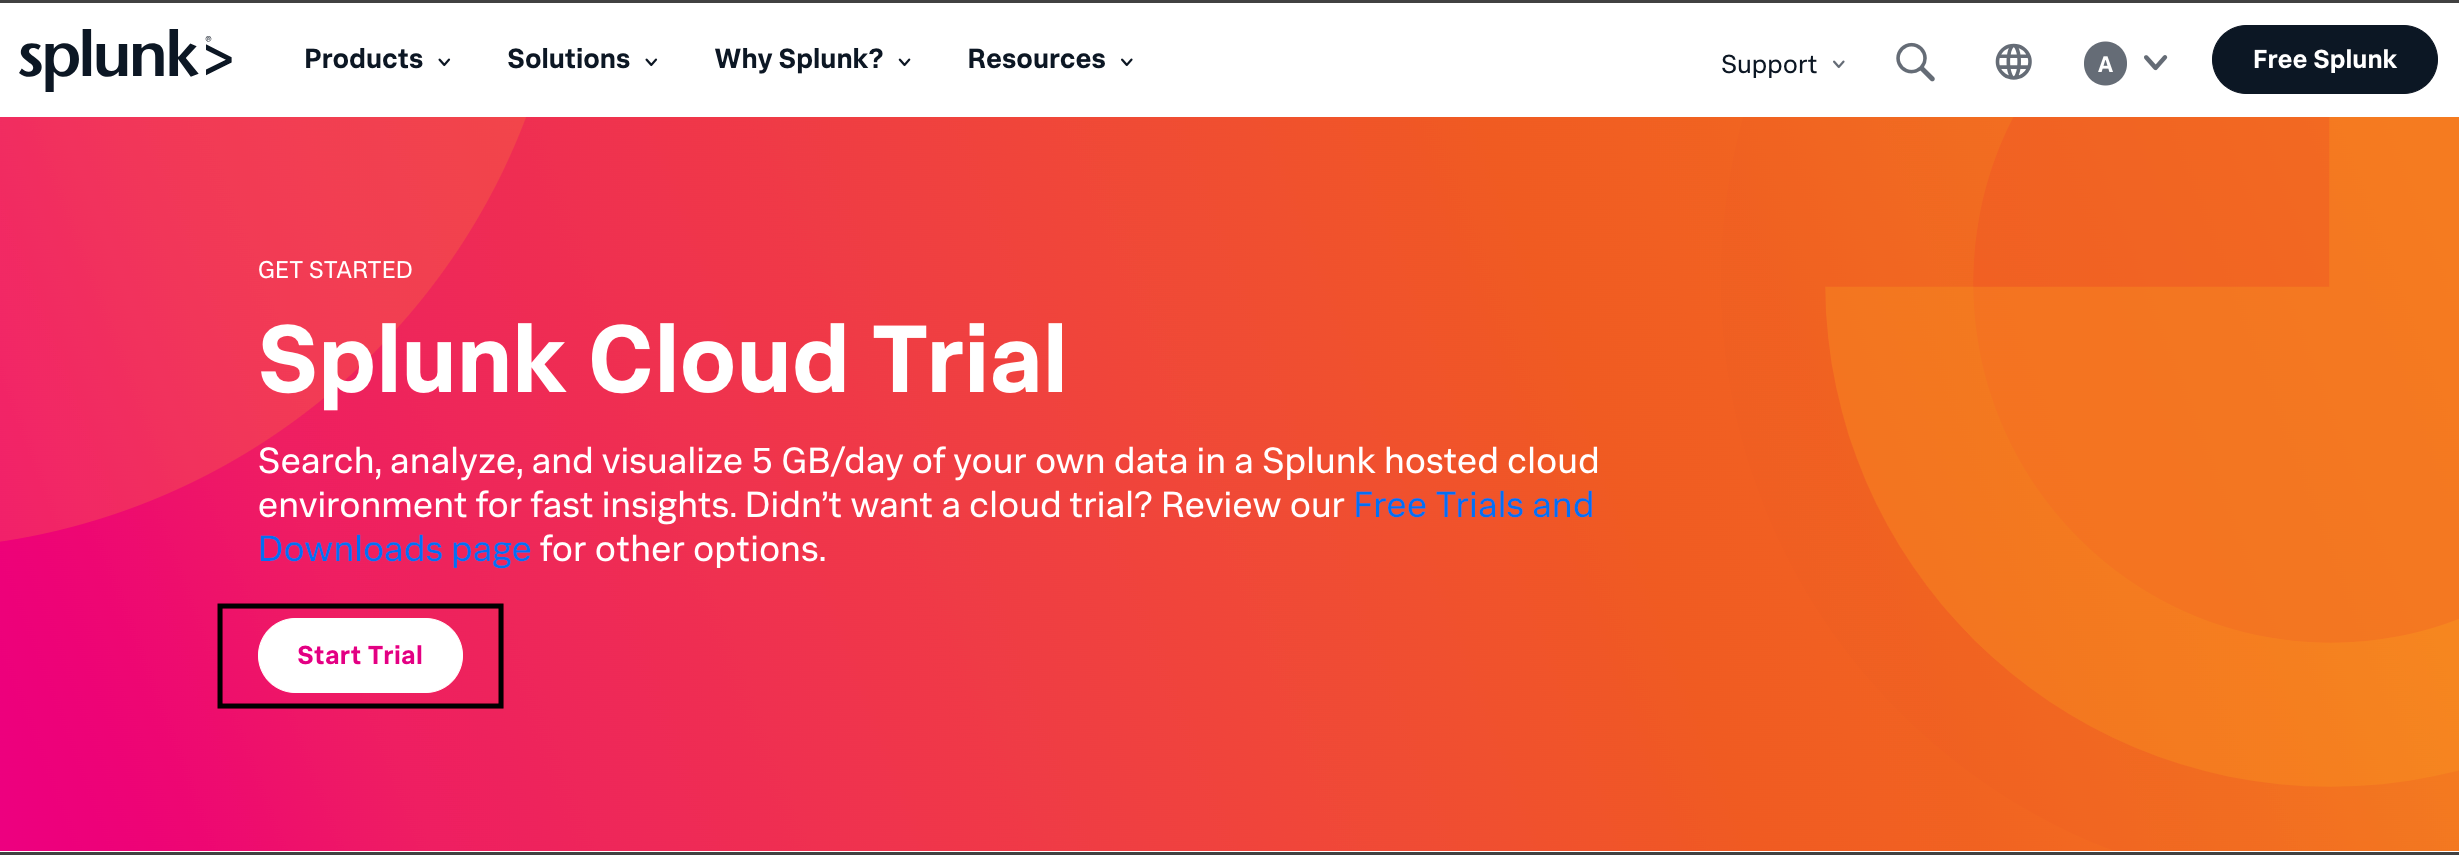 splunk®>
Products
Solutions
Why Splunk?
Resources
Support
A
Free Splunk
GET STARTED
Splunk Cloud Trial
Search, analyze, and visualize 5 GB/day of your own data in a Splunk hosted cloud
environment for fast insights. Didn’t want a cloud trial? Review our Free Trials and
Downloads page for other options.
Start Trial